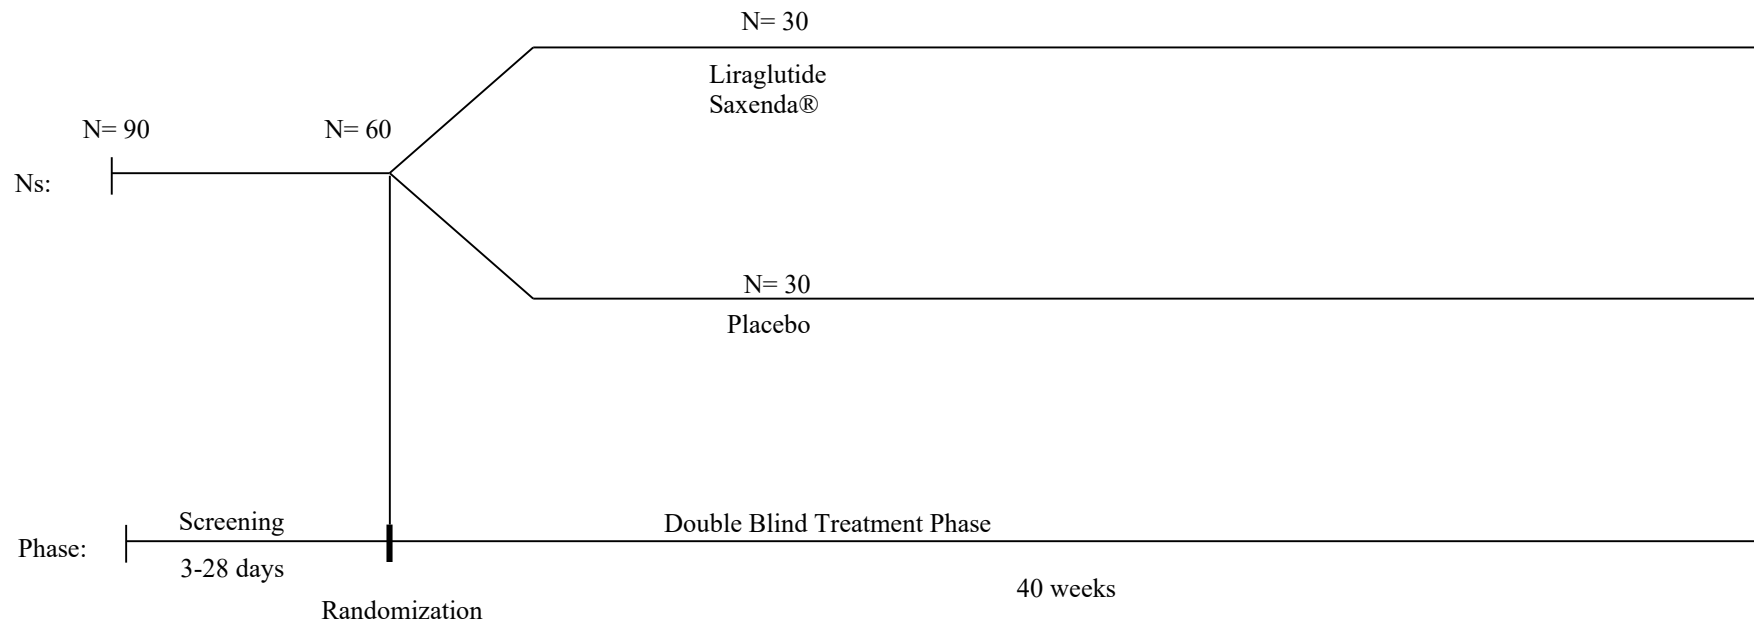 N= 30
Liraglutide
Saxenda®
N= 90
N= 60
Ns:
N= 30
Placebo
Screening
Double Blind Treatment Phase
Phase:
3-28 days
40 weeks
Randomization